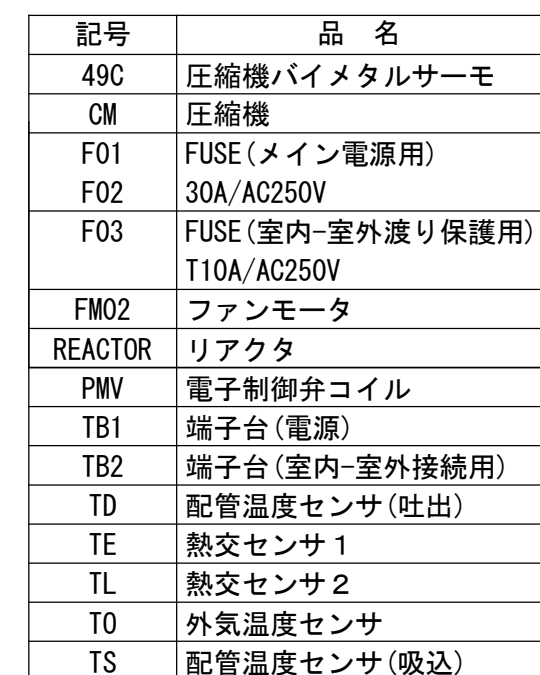 記号 品 名
49C 圧縮機バイメタルサーモ
CM 圧縮機
F01 FUSE(メイン電源用)
F02 30A/AC250V
F03 FUSE(室内-室外渡り保護用)
T10A/AC250V
FM02 ファンモータ
REACTOR リアクタ
PMV 電子制御弁コイル
TB1 端子台(電源)
TB2 端子台(室内-室外接続用)
TD 配管温度センサ(吐出)
TE 熱交センサ1
TL 熱交センサ2
TO 外気温度センサ
TS 配管温度センサ(吸込)